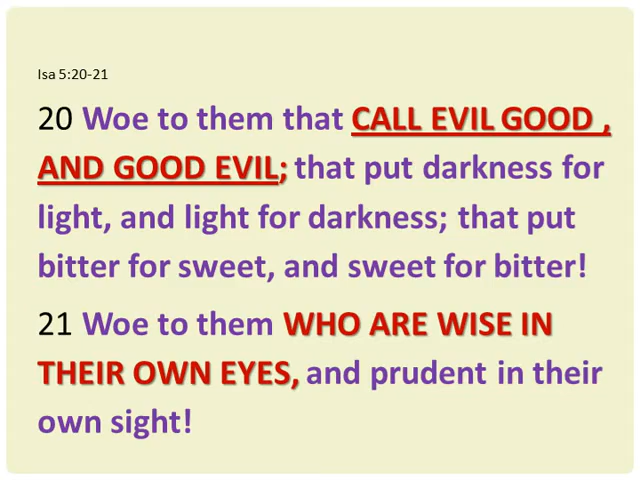 Isa 5:20-21
20 Woe to them that CALL EVIL GOOD ,
AND GOOD EVIL; that put darkness for
light, and light for darkness; that put
bitter for sweet, and sweet for bitter!
21 Woe to them WHO ARE WISE IN
THEIR OWN EYES, and prudent in their
own sight!